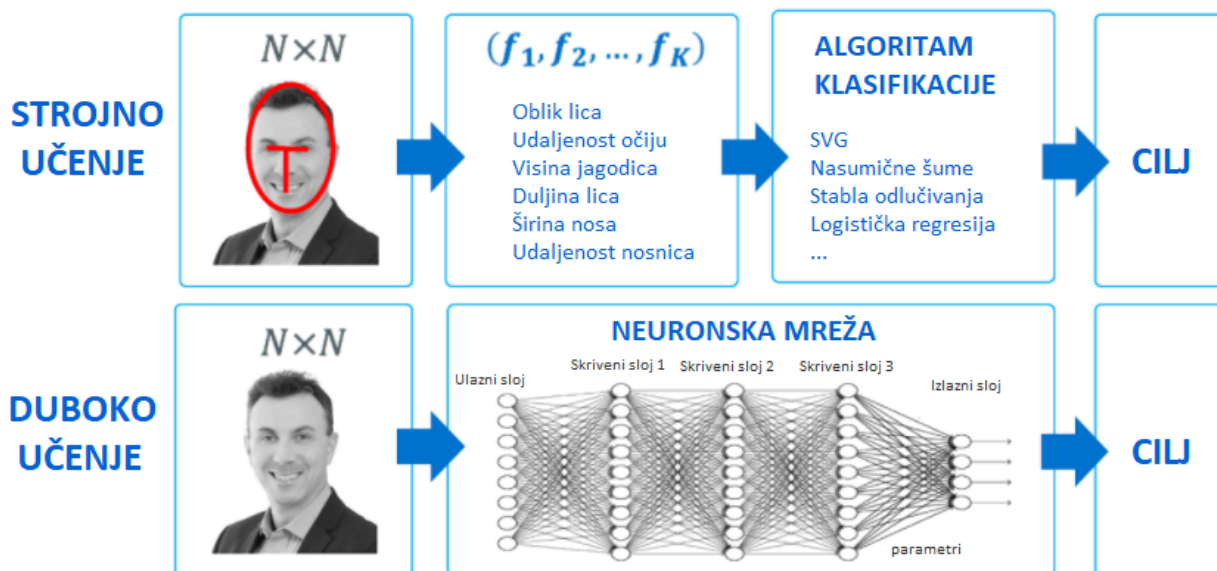 STROJNO
UČENJE
N×N
(f1, f2, ..., fK)
Oblik lica
Udaljenost očiju
Visina jagodica
Duljina lica
Širina nosa
Udaljenost nosnica
ALGORITAM
KLASIFIKACIJE
SVG
Nasumične šume
Stabla odlučivanja
Logistička regresija
...
CILJ
DUBOKO
UČENJE
N×N
NEURONSKA MREŽA
Ulazni sloj
Skriveni sloj 1
Skriveni sloj 2
Skriveni sloj 3
Izlazni sloj
parametri
CILJ